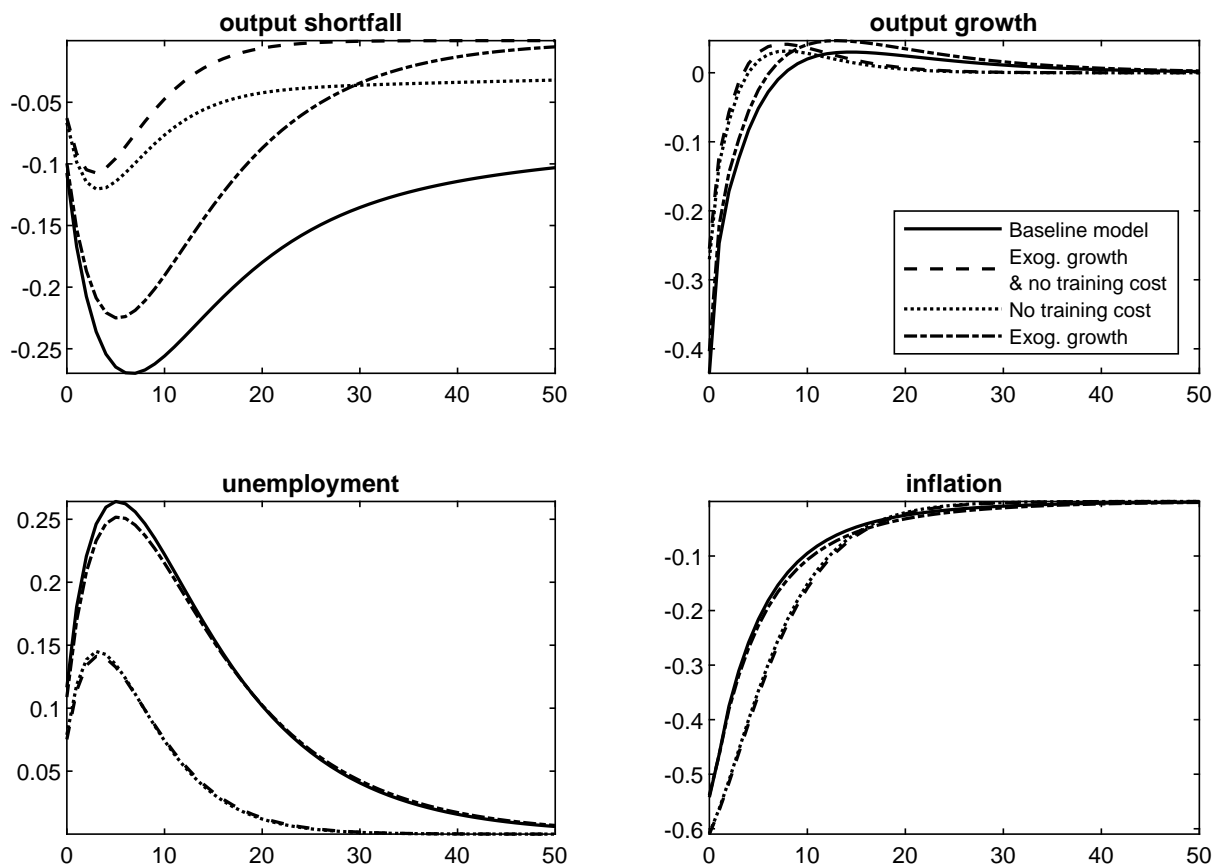 output shortfall
-0.05
-0.1
-0.15
-0.2
-0.25
0 10 20 30 40 50
output growth
0
-0.1
-0.2
-0.3
-0.4
0 10 20 30 40 50
Baseline model
Exog. growth
& no training cost
No training cost
Exog. growth
unemployment
0.25
0.2
0.15
0.1
0.05
0 10 20 30 40 50
inflation
-0.1
-0.2
-0.3
-0.4
-0.5
-0.6
0 10 20 30 40 50